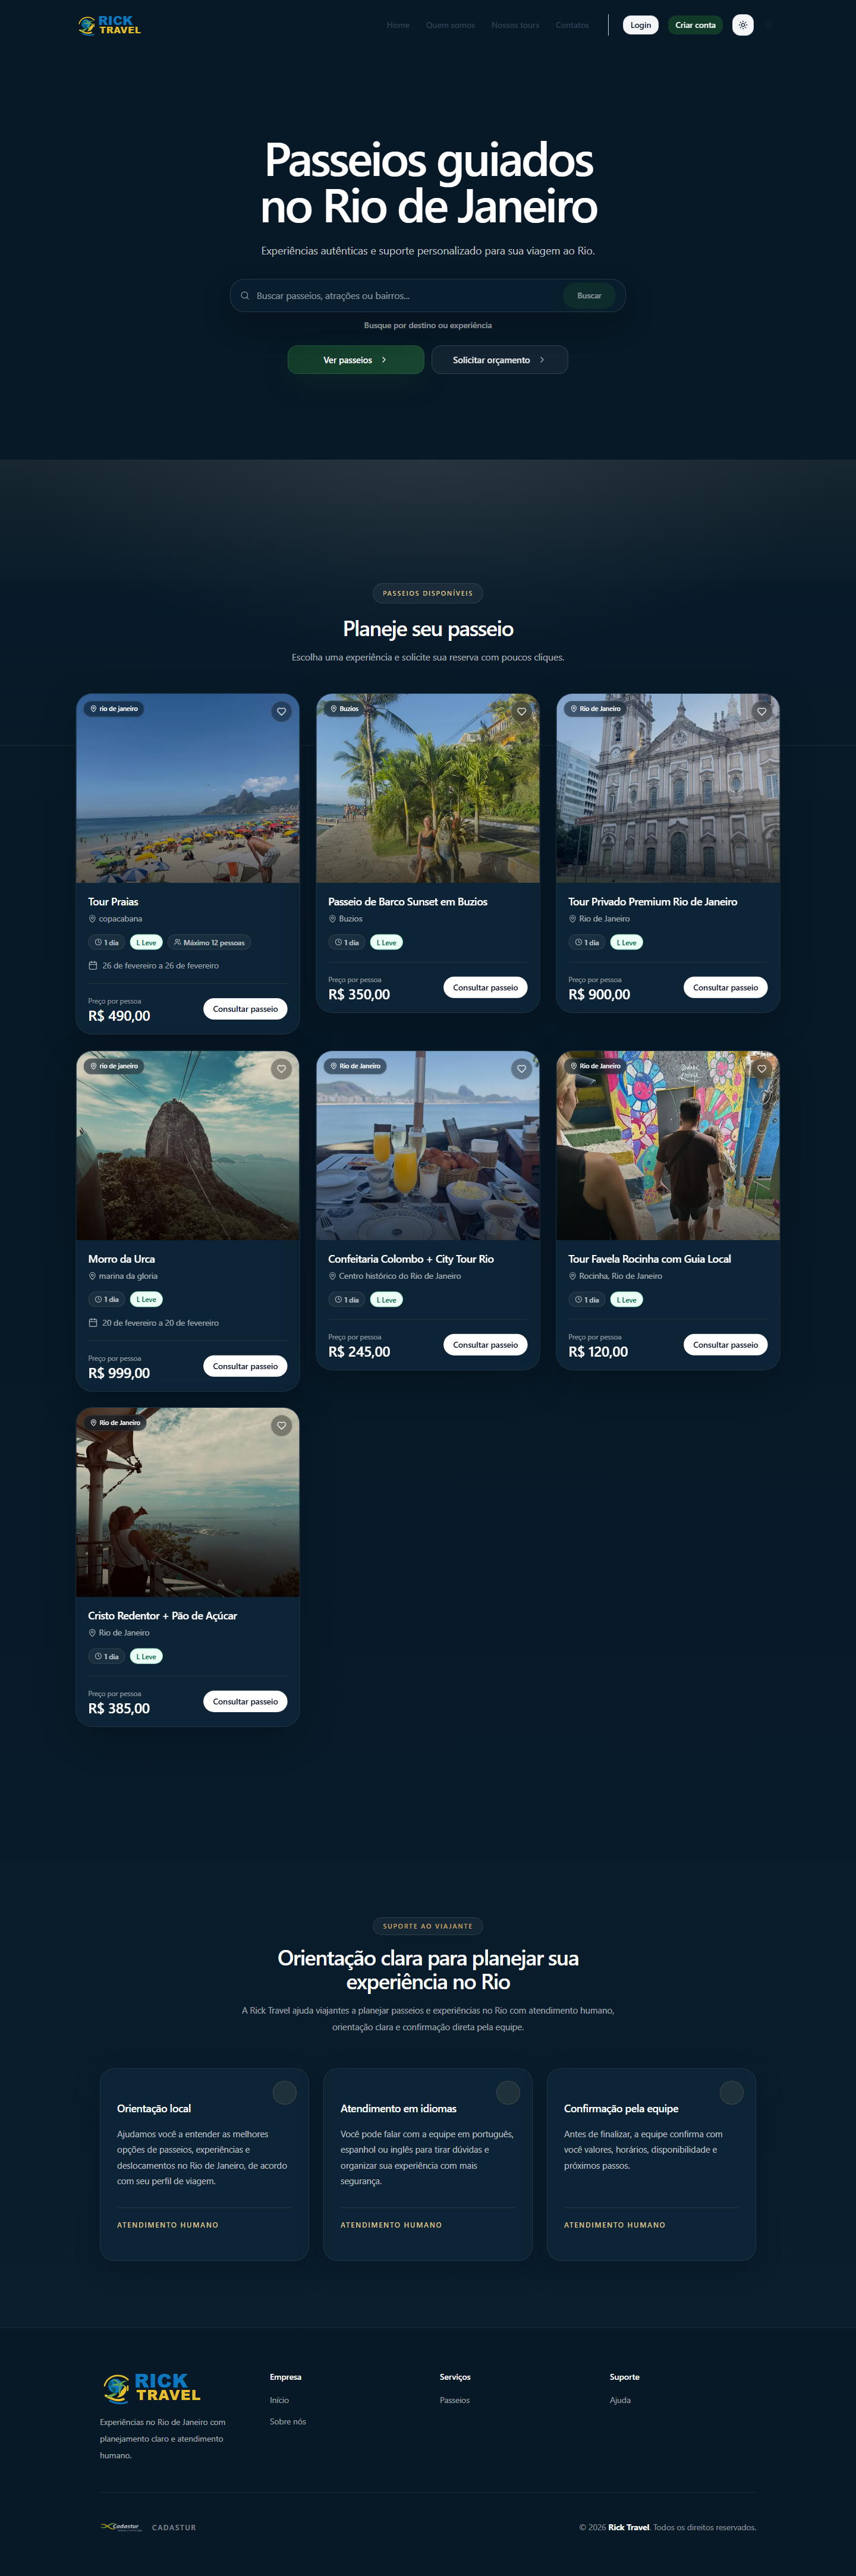 RICK
TRAVEL
Home Quem somos Nossos tours Contatos Login Criar conta
Passeios guiados
no Rio de Janeiro
Experiências autênticas e suporte personalizado para sua viagem ao Rio.
Buscar passeios, atrações ou bairros... Buscar
Busque por destino ou experiência
Ver passeios Solicitar orçamento
PASSEIOS DISPONÍVEIS
Planeje seu passeio
Escolha uma experiência e solicite sua reserva com poucos cliques.
rio de janeiro
Tour Praias
copacabana
1 dia L Leve Máximo 12 pessoas
26 de fevereiro a 26 de fevereiro
Preço por pessoa
R$ 490,00 Consultar passeio
Buzios
Passeio de Barco Sunset em Buzios
Buzios
1 dia L Leve
Preço por pessoa
R$ 350,00 Consultar passeio
Rio de Janeiro
Tour Privado Premium Rio de Janeiro
Rio de Janeiro
1 dia L Leve
Preço por pessoa
R$ 900,00 Consultar passeio
rio de janeiro
Morro da Urca
marina da gloria
1 dia L Leve
20 de fevereiro a 20 de fevereiro
Preço por pessoa
R$ 999,00 Consultar passeio
Rio de Janeiro
Confeitaria Colombo + City Tour Rio
Centro histórico do Rio de Janeiro
1 dia L Leve
Preço por pessoa
R$ 245,00 Consultar passeio
Rio de Janeiro
Tour Favela Rocinha com Guia Local
Rocinha, Rio de Janeiro
1 dia L Leve
Preço por pessoa
R$ 120,00 Consultar passeio
Rio de Janeiro
Cristo Redentor + Pão de Açúcar
Rio de Janeiro
1 dia L Leve
Preço por pessoa
R$ 385,00 Consultar passeio
SUPORTE AO VIAJANTE
Orientação clara para planejar sua
experiência no Rio
A Rick Travel ajuda viajantes a planejar passeios e experiências no Rio com atendimento humano,
orientação clara e confirmação direta pela equipe.
Orientação local
Ajudamos você a entender as melhores
opções de passeios, experiências e
deslocamentos no Rio de Janeiro, de acordo
com seu perfil de viagem.
ATENDIMENTO HUMANO
Atendimento em idiomas
Você pode falar com a equipe em português,
espanhol ou inglês para tirar dúvidas e
organizar sua experiência com mais
segurança.
ATENDIMENTO HUMANO
Confirmação pela equipe
Antes de finalizar, a equipe confirma com
você valores, horários, disponibilidade e
próximos passos.
ATENDIMENTO HUMANO
RICK
TRAVEL
Experiências no Rio de Janeiro com
planejamento claro e atendimento
humano.
Empresa
Início
Sobre nós
Serviços
Passeios
Suporte
Ajuda
Cadastur CADASTUR
© 2026 Rick Travel. Todos os direitos reservados.